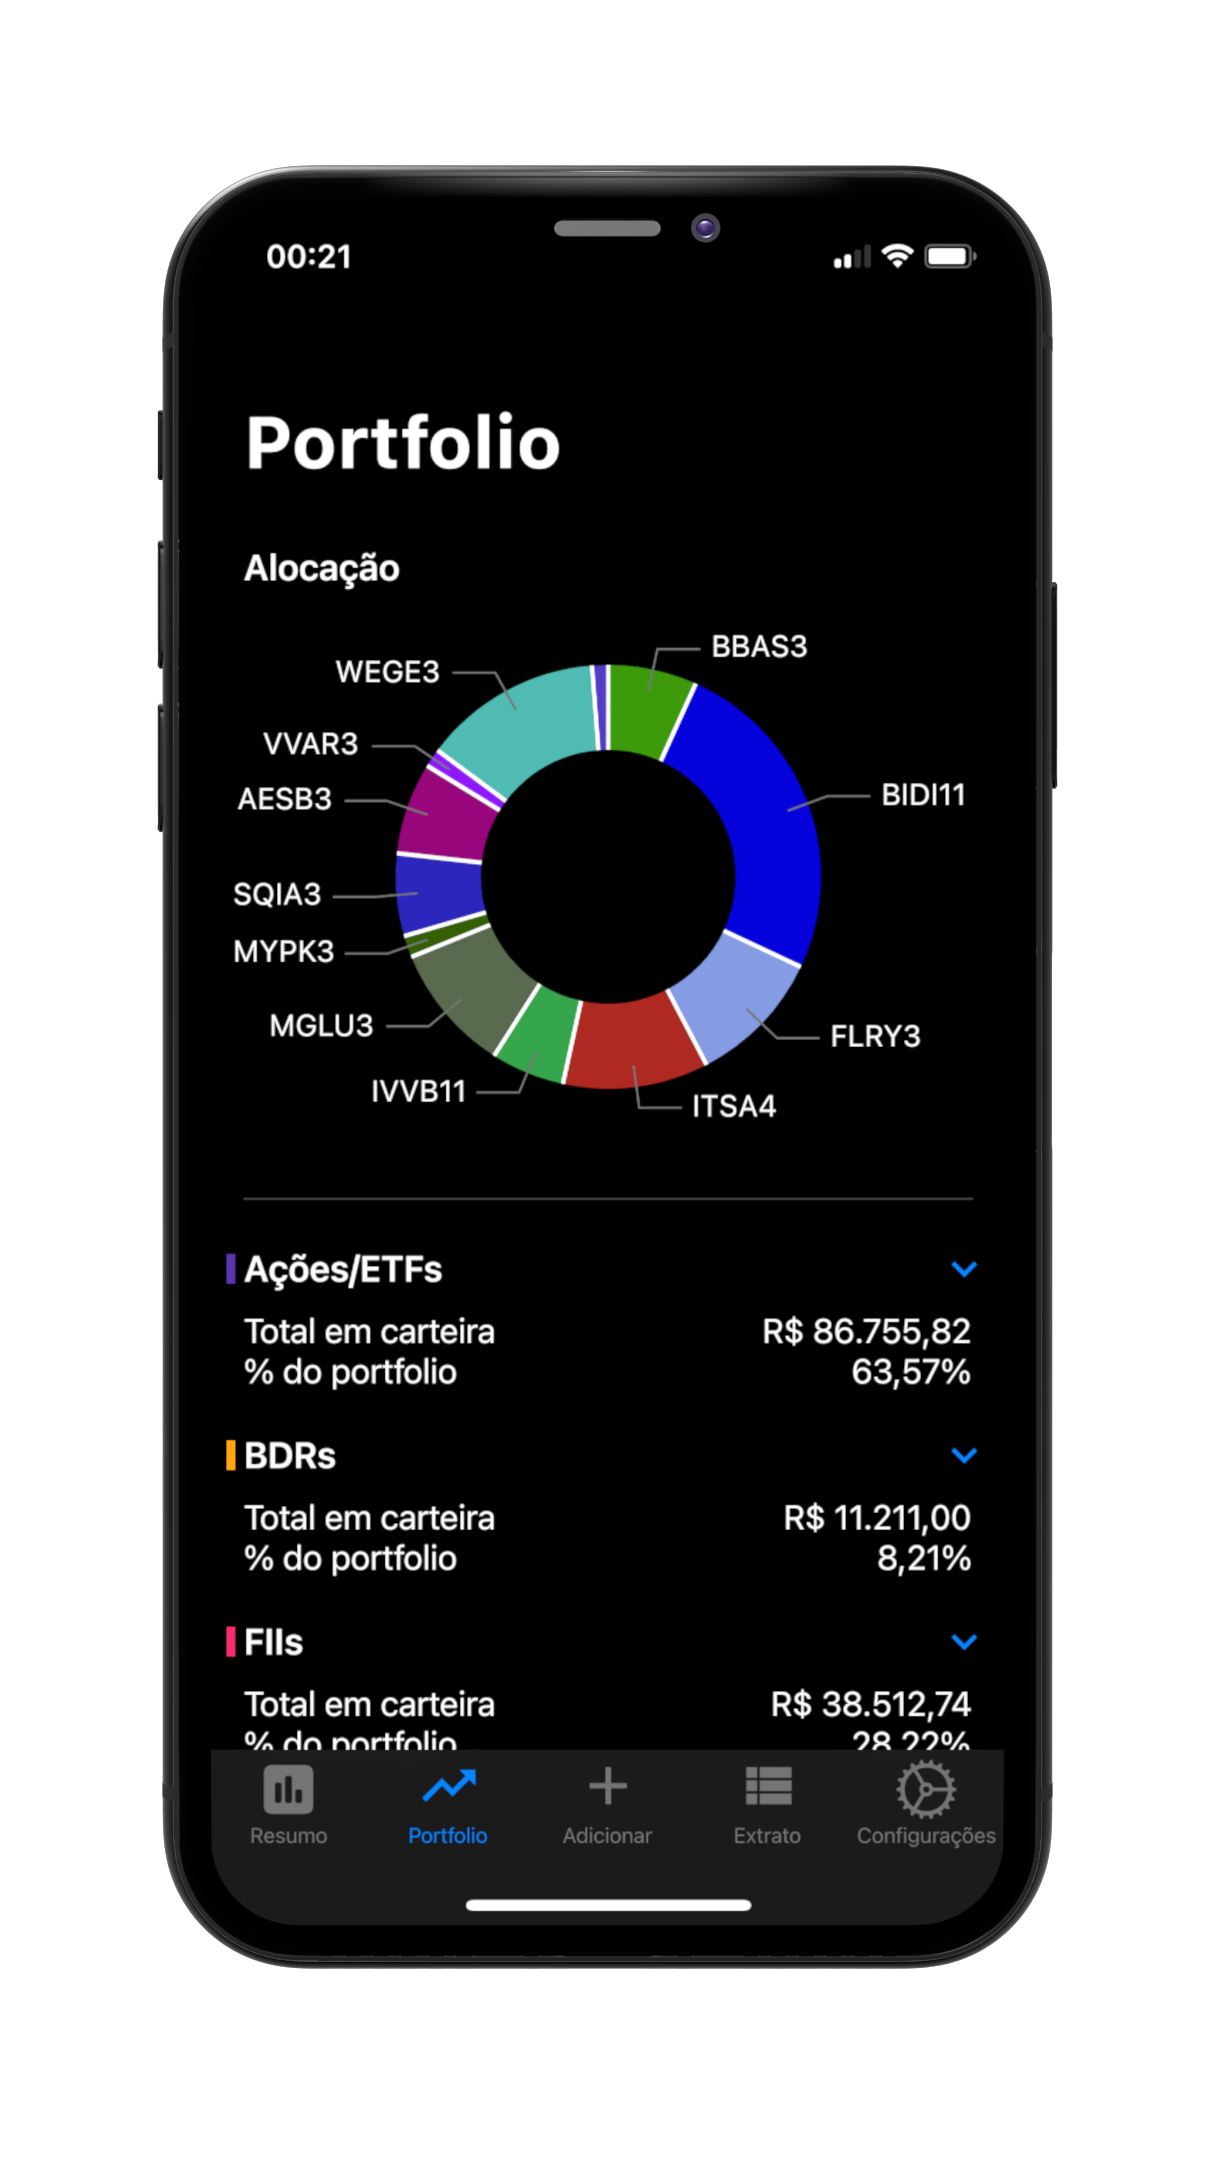 00:21
Portfolio
Alocação
BBAS3
WEGE3
VVAR3
BIDI11
AESB3
SQIA3
MYPK3
MGLU3
FLRY3
IVVB11
ITSA4
Ações/ETFs
Total em carteira R$ 86.755,82
% do portfolio 63,57%
BDRs
Total em carteira R$ 11.211,00
% do portfolio 8,21%
FIIs
Total em carteira R$ 38.512,74
% do portfolio 28,22%
Resumo Portfolio Adicionar Extrato Configurações